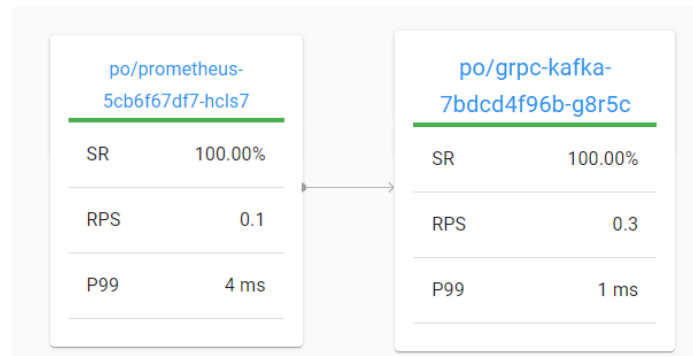 po/prometheus-
5cb6f67df7-hcls7
SR 100.00%
RPS 0.1
P99 4 ms
po/grpc-kafka-
7bdcd4f96b-g8r5c
SR 100.00%
RPS 0.3
P99 1 ms